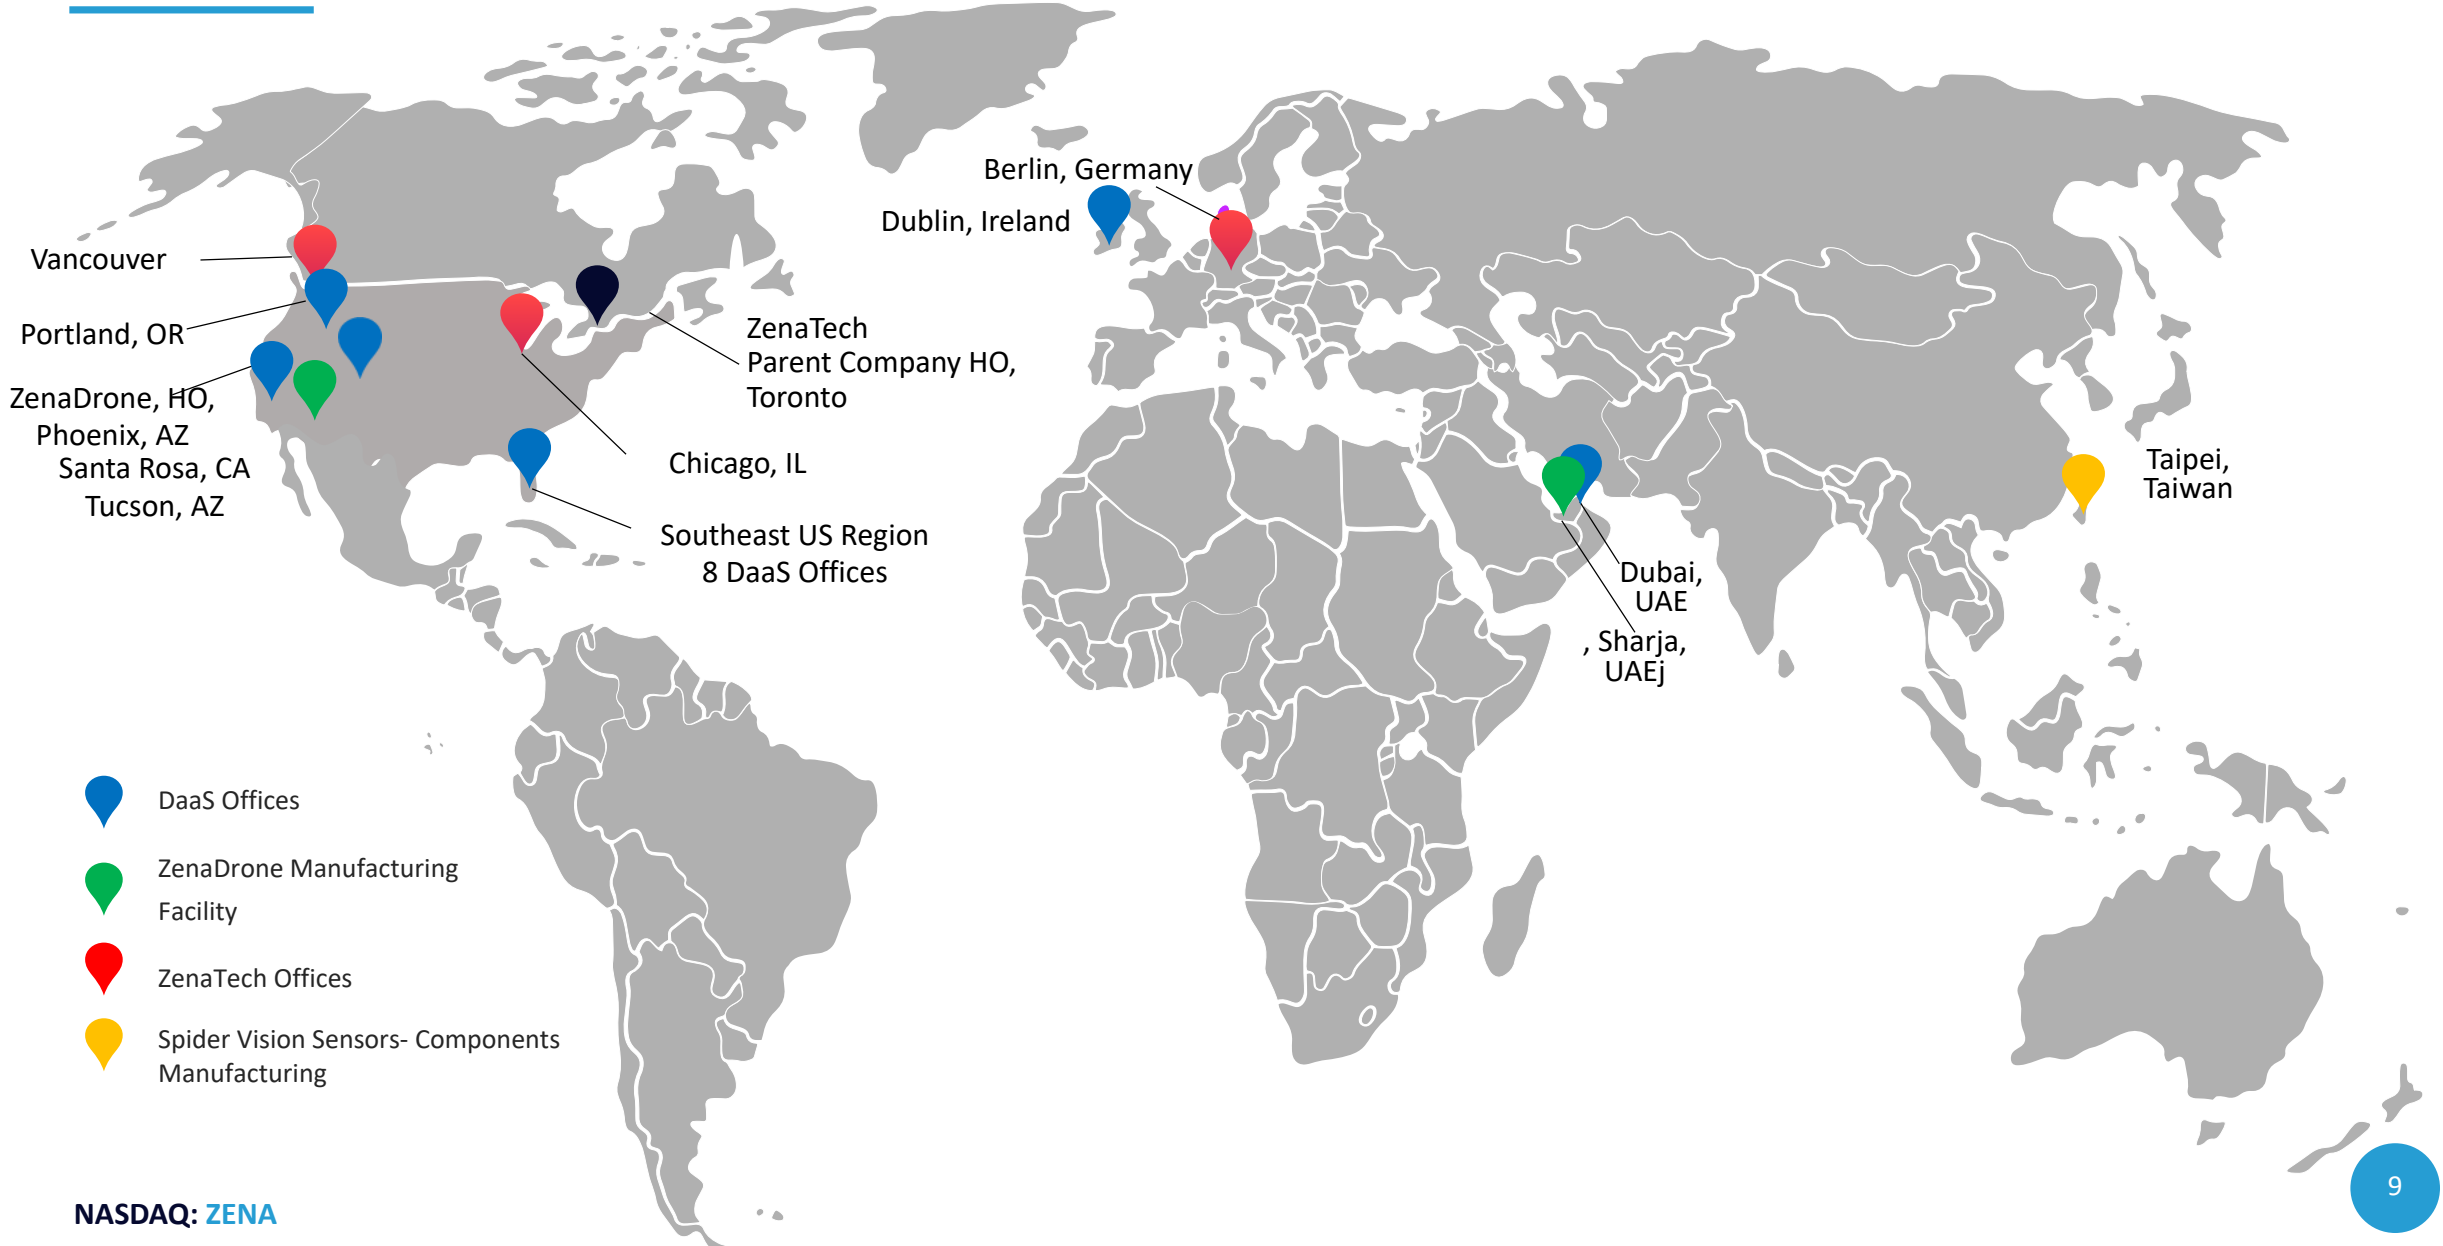 Berlin, Germany
Dublin, Ireland
Vancouver
Portland, OR
ZenaDrone, HO,
Phoenix, AZ
Santa Rosa, CA
Tucson, AZ
ZenaTech
Parent Company HO,
Toronto
Chicago, IL
Southeast US Region
8 DaaS Offices
Taipei,
Taiwan
Dubai,
UAE
, Sharja,
UAEj
DaaS Offices
ZenaDrone Manufacturing
Facility
ZenaTech Offices
Spider Vision Sensors- Components
Manufacturing
NASDAQ: ZENA
9